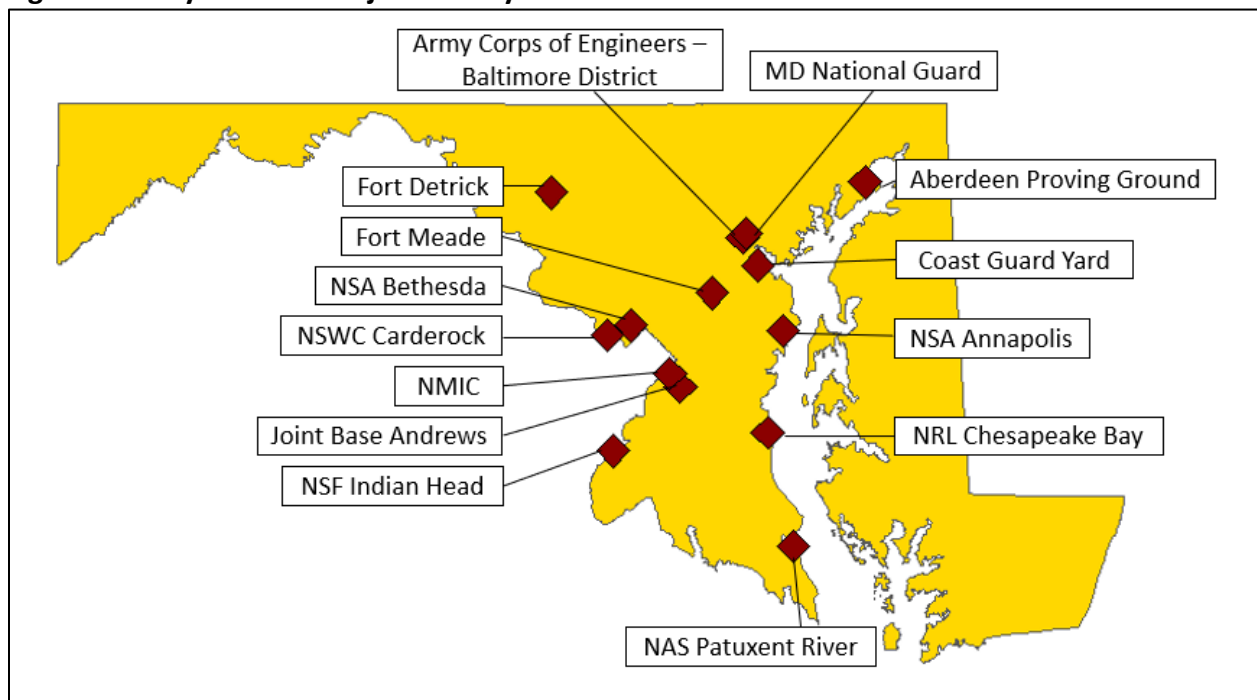 Army Corps of Engineers –
Baltimore District
MD National Guard
Fort Detrick
Aberdeen Proving Ground
Fort Meade
Coast Guard Yard
NSA Bethesda
NSWC Carderock
NSA Annapolis
NMIC
Joint Base Andrews
NRL Chesapeake Bay
NSF Indian Head
NAS Patuxent River